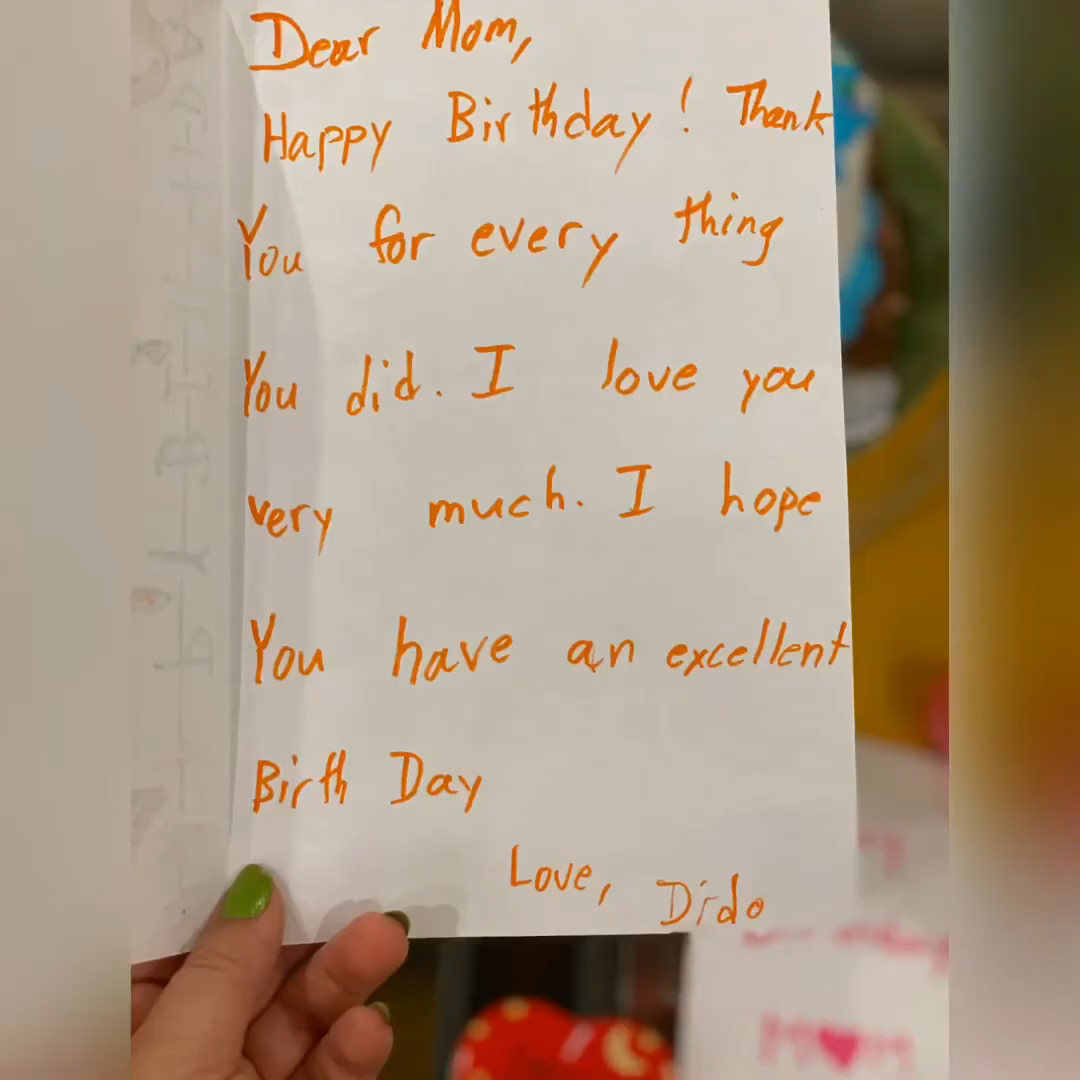 Dear Mom,
Happy Birthday! Thank
You for every thing
You did. I love you
very much. I hope
You have an excellent
Birth Day
Love, Dido
MOM